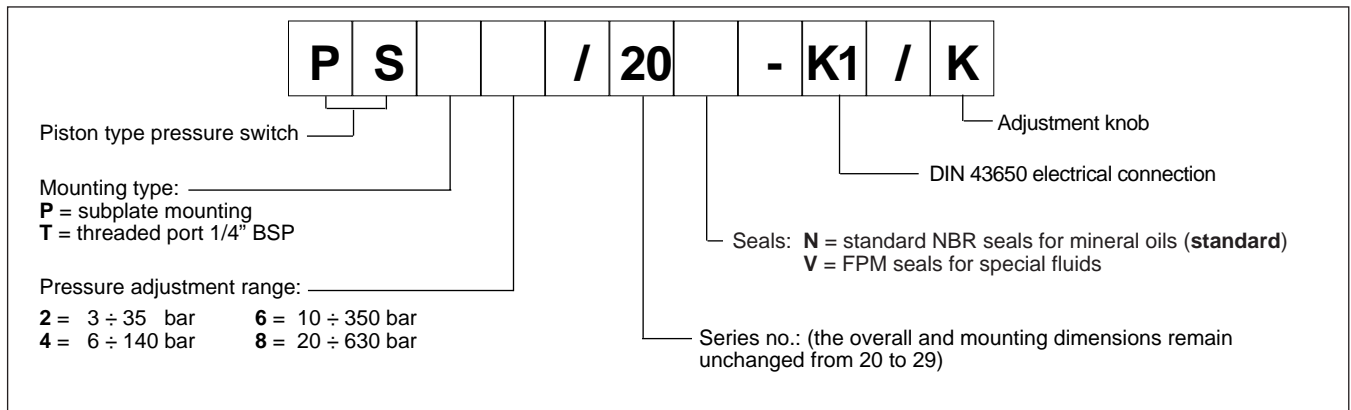 P S / 20 - K1 / K
Piston type pressure switch
Adjustment knob
DIN 43650 electrical connection
Mounting type:
P = subplate mounting
T = threaded port 1/4” BSP
Seals: N = standard NBR seals for mineral oils (standard)
V = FPM seals for special fluids
Pressure adjustment range:
2 = 3 ÷ 35 bar 6 = 10 ÷ 350 bar
4 = 6 ÷ 140 bar 8 = 20 ÷ 630 bar
Series no.: (the overall and mounting dimensions remain
unchanged from 20 to 29)